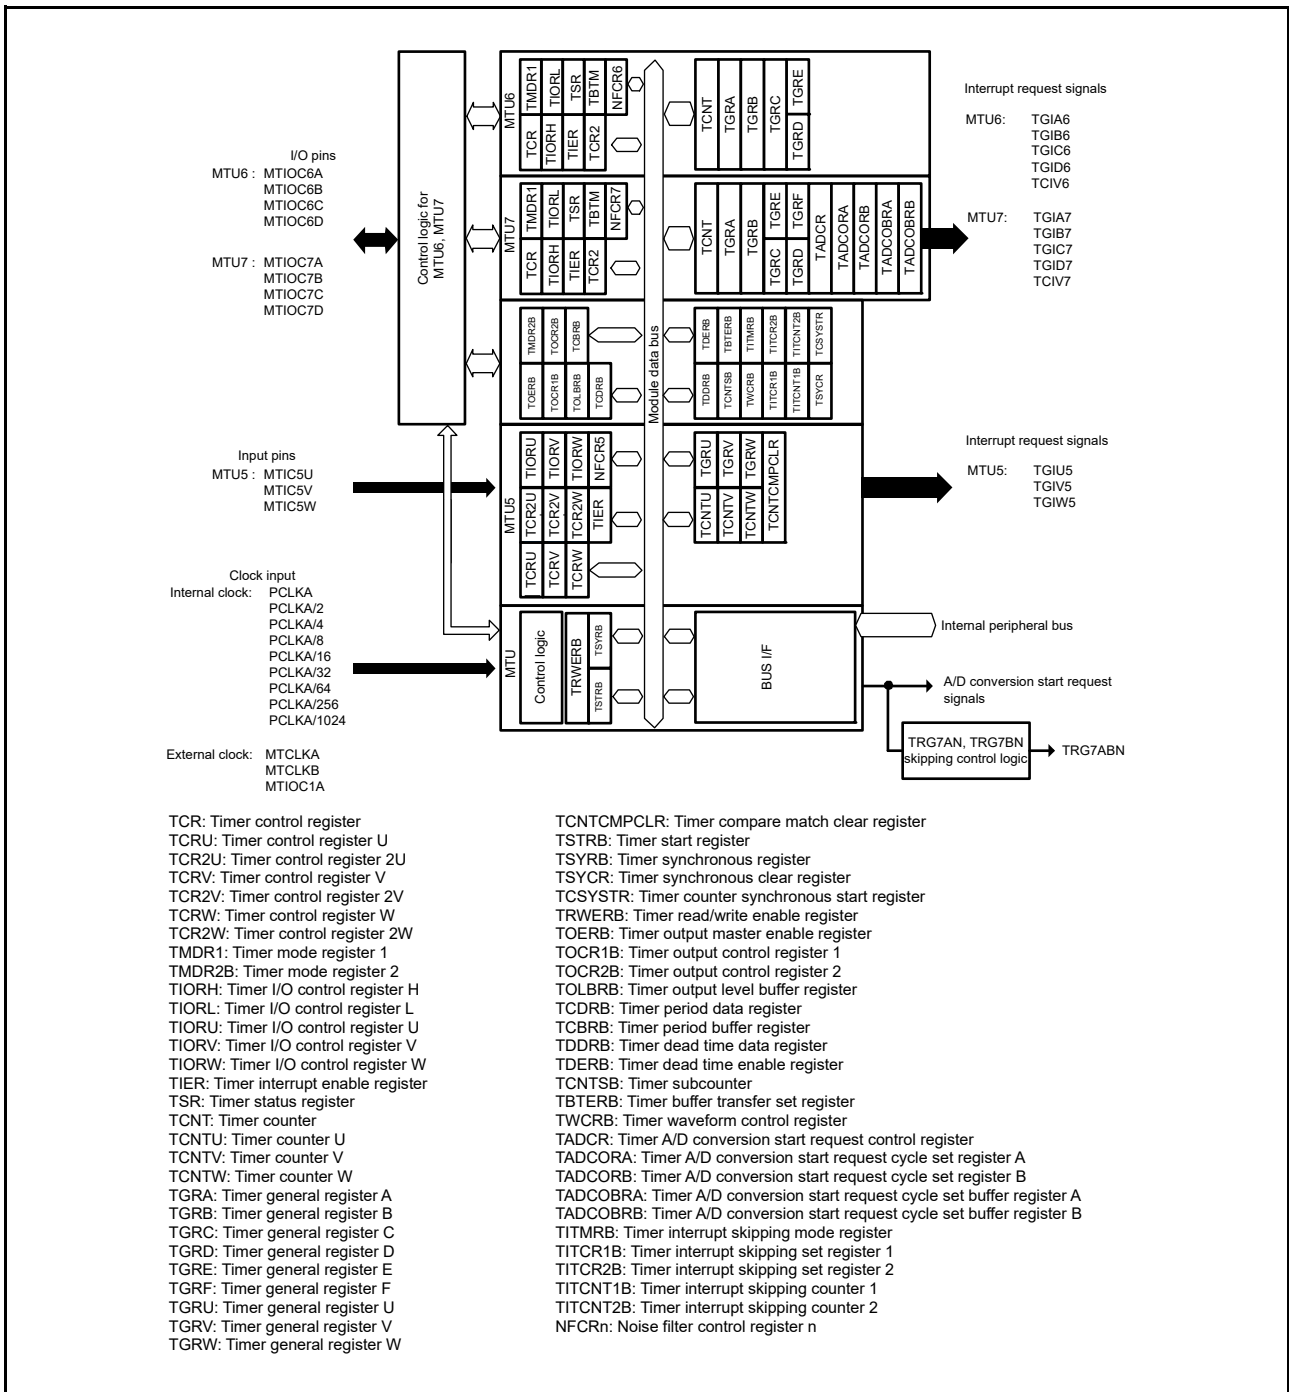 I/O pins
MTU6 : MTIOC6A
MTIOC6B
MTIOC6C
MTIOC6D
MTU7 : MTIOC7A
MTIOC7B
MTIOC7C
MTIOC7D
Input pins
MTU5 : MTIC5U
MTIC5V
MTIC5W
Clock input
Internal clock: PCLKA
PCLKA/2
PCLKA/4
PCLKA/8
PCLKA/16
PCLKA/32
PCLKA/64
PCLKA/256
PCLKA/1024
External clock: MTCLKA
MTCLKB
MTIOC1A
Control logic for
MTU6, MTU7
MTU6
TMDR1
TIORL
TSR
TBTM
NFCR6
TCR
TIORH
TIER
TCR2
TCNT
TGRA
TGRB
TGRC
TGRE
TGRD
MTU7
TMDR1
TIORL
TSR
TBTM
NFCR7
TCR
TIORH
TIER
TCR2
TCNT
TGRA
TGRB
TGRE
TGRF
TGRC
TGRD
TADCR
TADCORA
TADCORB
TADCOBRA
TADCOBRB
TMDR2B
TOCR2B
TCBRB
TOERB
TOCR1B
TOLBRB
TCDRB
Module data bus
TDERB
TBTERB
TITMRB
TITCR2B
TITCNT2B
TCSYSTR
TDDRB
TCNTSB
TWCRB
TITCR1B
TITCNT1B
TSYCR
MTU5
TIORU
TIORV
TIORW
NFCR5
TCR2U
TCR2V
TCR2W
TIER
TCRU
TCRV
TCRW
TGRU
TGRV
TGRW
TCNTCMPCLR
TCNTU
TCNTV
TCNTW
MTU
Control logic
TRWERB
TSYRB
TSTRB
BUS I/F
Interrupt request signals
MTU6: TGIA6
TGIB6
TGIC6
TGID6
TCIV6
MTU7: TGIA7
TGIB7
TGIC7
TGID7
TCIV7
Interrupt request signals
MTU5: TGIU5
TGIV5
TGIW5
Internal peripheral bus
A/D conversion start request
signals
TRG7AN, TRG7BN
skipping control logic
TRG7ABN
TCR: Timer control register
TCRU: Timer control register U
TCR2U: Timer control register 2U
TCRV: Timer control register V
TCR2V: Timer control register 2V
TCRW: Timer control register W
TCR2W: Timer control register 2W
TMDR1: Timer mode register 1
TMDR2B: Timer mode register 2
TIORH: Timer I/O control register H
TIORL: Timer I/O control register L
TIORU: Timer I/O control register U
TIORV: Timer I/O control register V
TIORW: Timer I/O control register W
TIER: Timer interrupt enable register
TSR: Timer status register
TCNT: Timer counter
TCNTU: Timer counter U
TCNTV: Timer counter V
TCNTW: Timer counter W
TGRA: Timer general register A
TGRB: Timer general register B
TGRC: Timer general register C
TGRD: Timer general register D
TGRE: Timer general register E
TGRF: Timer general register F
TGRU: Timer general register U
TGRV: Timer general register V
TGRW: Timer general register W
TCNTCMPCLR: Timer compare match clear register
TSTRB: Timer start register
TSYRB: Timer synchronous register
TSYCR: Timer synchronous clear register
TCSYSTR: Timer counter synchronous start register
TRWERB: Timer read/write enable register
TOERB: Timer output master enable register
TOCR1B: Timer output control register 1
TOCR2B: Timer output control register 2
TOLBRB: Timer output level buffer register
TCDRB: Timer period data register
TCBRB: Timer period buffer register
TDDRB: Timer dead time data register
TDERB: Timer dead time enable register
TCNTSB: Timer subcounter
TBTERB: Timer buffer transfer set register
TWCRB: Timer waveform control register
TADCR: Timer A/D conversion start request control register
TADCORA: Timer A/D conversion start request cycle set register A
TADCORB: Timer A/D conversion start request cycle set register B
TADCOBRA: Timer A/D conversion start request cycle set buffer register A
TADCOBRB: Timer A/D conversion start request cycle set buffer register B
TITMRB: Timer interrupt skipping mode register
TITCR1B: Timer interrupt skipping set register 1
TITCR2B: Timer interrupt skipping set register 2
TITCNT1B: Timer interrupt skipping counter 1
TITCNT2B: Timer interrupt skipping counter 2
NFCRn: Noise filter control register n